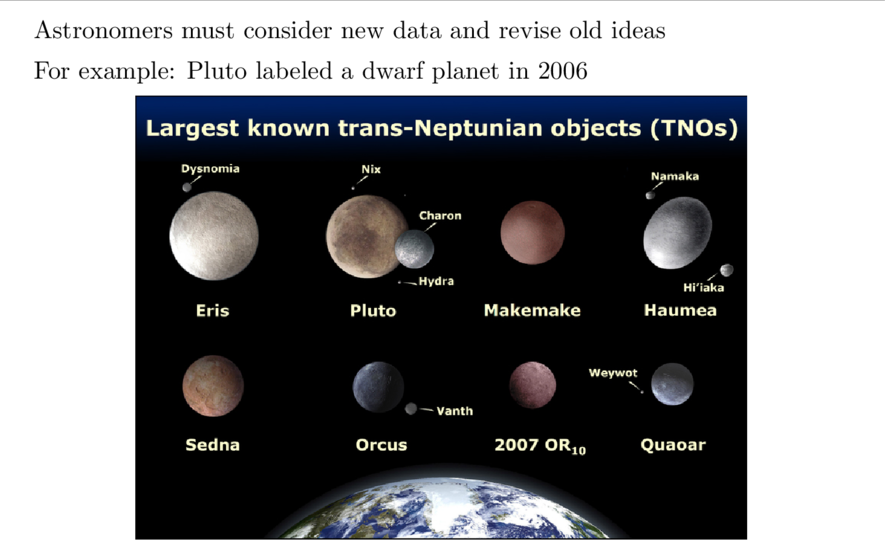 Astronomers must consider new data and revise old ideas
For example: Pluto labeled a dwarf planet in 2006
Largest known trans-Neptunian objects (TNOs)
Dysnomia
Nix
Namaka
Charon
Hydra
Hi'iaka
Eris
Pluto
Makemake
Haumea
Weywot
Vanth
Sedna
Orcus
2007 OR10
Quaoar